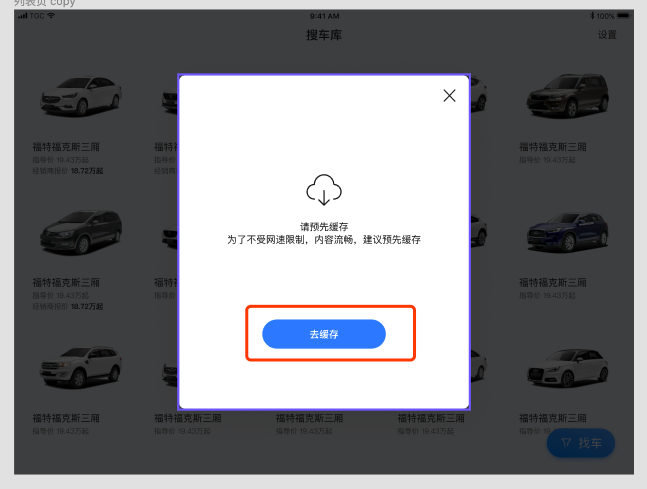 列表页 copy
TGC
9:41 AM
100%
搜车库
设置
请预先缓存
为了不受网速限制，内容流畅，建议预先缓存
去缓存
福特福克斯三厢
指导价 19.43万起
经销商报价 18.72万起
福特
指导价
经销商
福特福克斯三厢
指导价 19.43万起
福特福克斯三厢
指导价 19.43万起
经销商报价 18.72万起
福特
指导价
福特福克斯三厢
指导价 19.43万起
福特福克斯三厢
指导价 19.43万起
福特福克斯三厢
指导价 19.43万起
福特福克斯三厢
指导价 19.43万起
福特福克斯三厢
指导价 19.43万起
福特福克斯三厢
指导价 19
找车